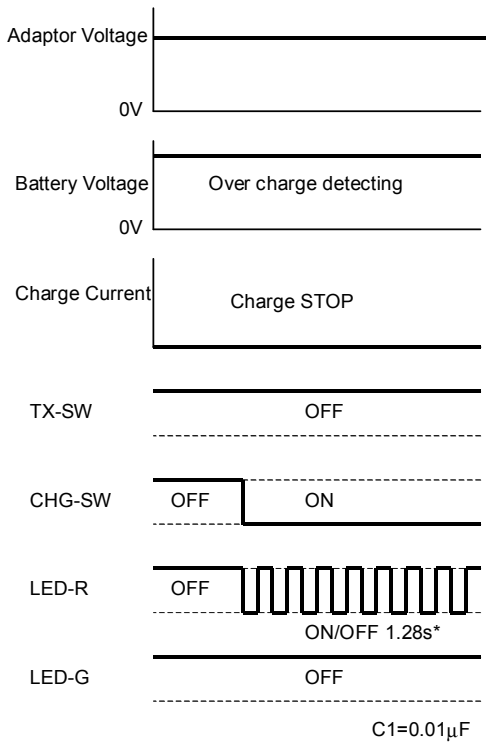 Adaptor Voltage
0V
Battery Voltage
Over charge detecting
0V
Charge Current
Charge STOP
TX-SW
OFF
CHG-SW
OFF
ON
LED-R
OFF
ON/OFF 1.28s*
LED-G
OFF
C1=0.01μF